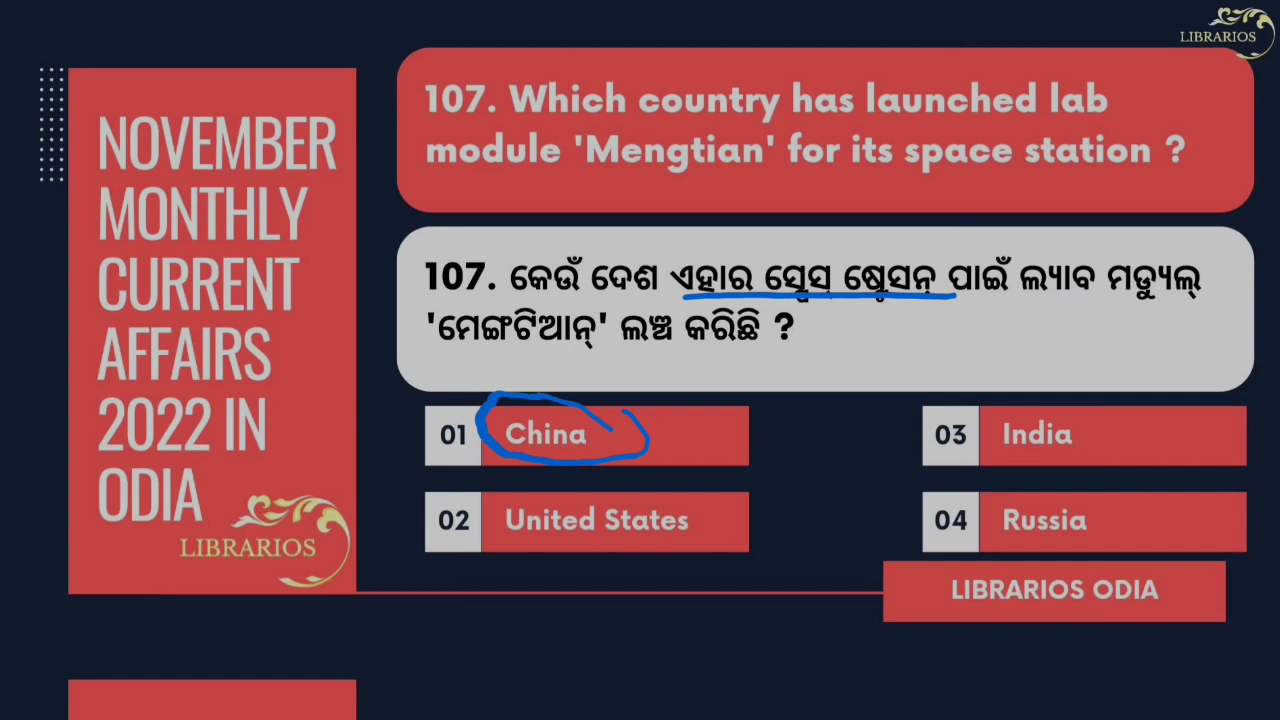 LIBRARIOS
NOVEMBER
MONTHLY
CURRENT
AFFAIRS
2022 IN
ODIA
LIBRARIOS
107. Which country has launched lab
module 'Mengtian' for its space station ?
107. କେଉଁ ଦେଶ ଏହାର ସ୍ପେସ୍ ଷ୍ଟେସନ୍ ପାଇଁ ଲ୍ୟାବ ମଡ୍ୟୁଲ୍
'ମେଙ୍ଗଟିଆନ୍' ଲଞ୍ଚ କରିଛି ?
01 China
02 United States
03 India
04 Russia
LIBRARIOS ODIA